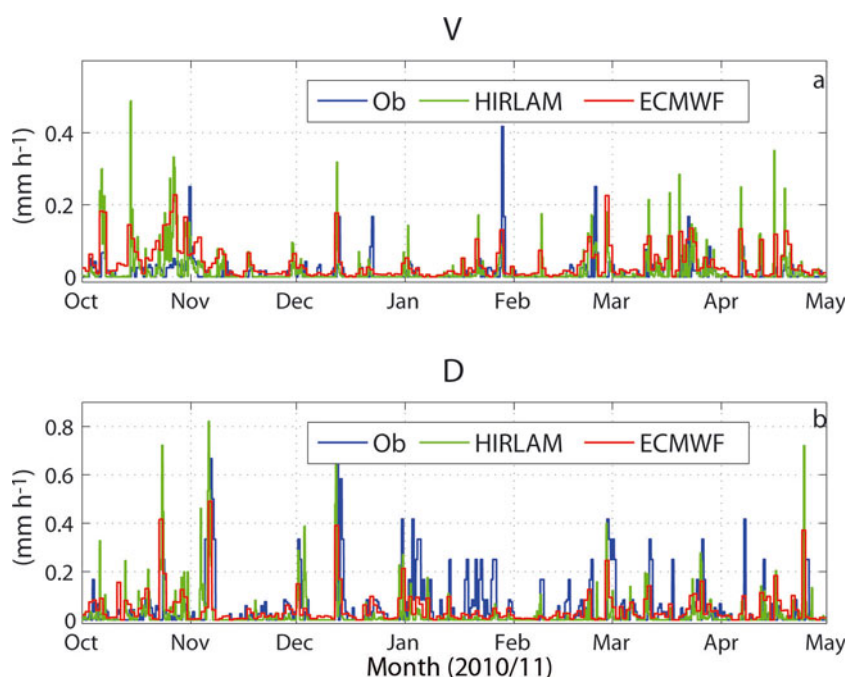 V
a
Ob HIRLAM ECMWF
(mm h-1)
0.4
0.2
0
Oct Nov Dec Jan Feb Mar Apr May
D
b
Ob HIRLAM ECMWF
(mm h-1)
0.8
0.6
0.4
0.2
0
Oct Nov Dec Jan Feb Mar Apr May
Month (2010/11)